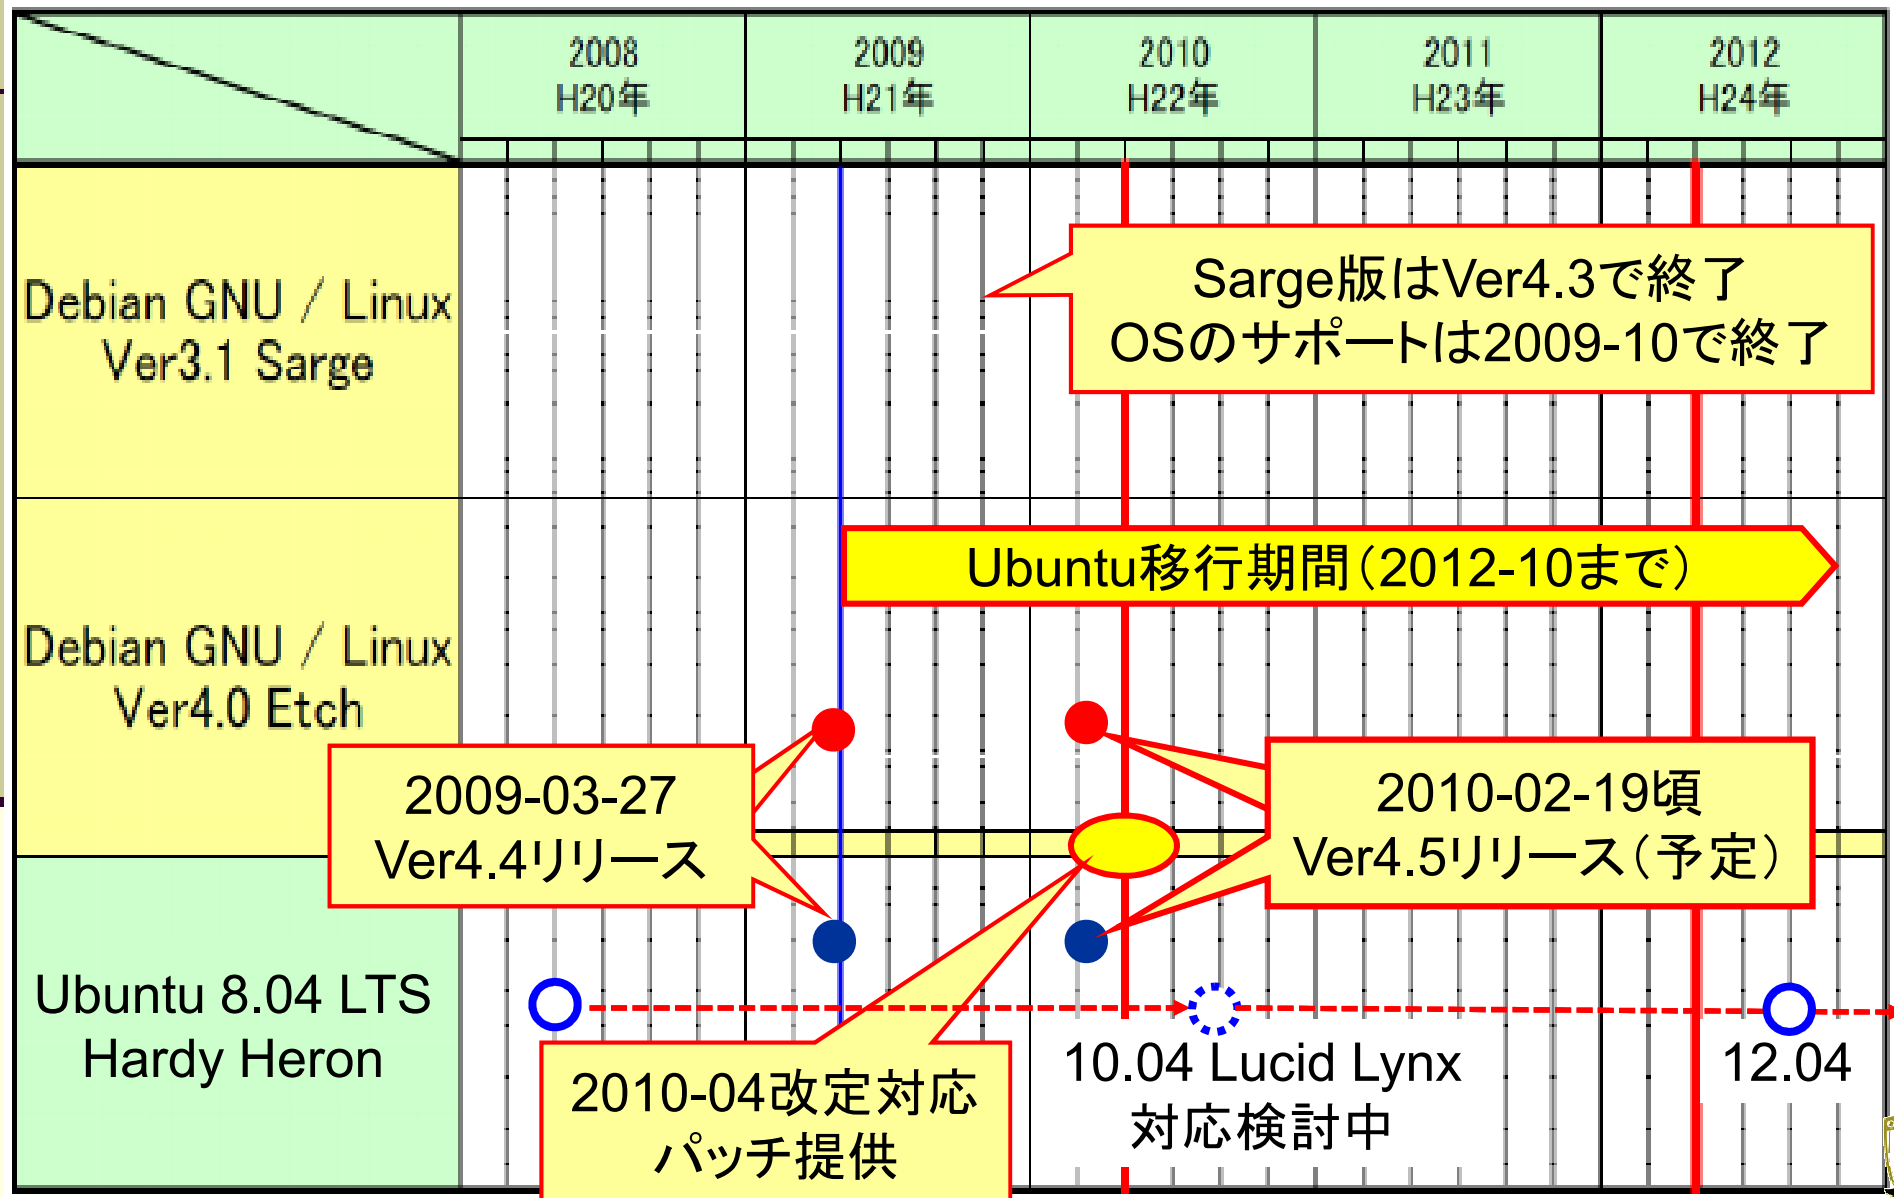 2008
H20年
2009
H21年
2010
H22年
2011
H23年
2012
H24年
Debian GNU / Linux
Ver3.1 Sarge
Sarge版はVer4.3で終了
OSのサポートは2009-10で終了
Ubuntu移行期間(2012-10まで)
Debian GNU / Linux
Ver4.0 Etch
2009-03-27
Ver4.4リリース
2010-02-19頃
Ver4.5リリース(予定)
Ubuntu 8.04 LTS
Hardy Heron
2010-04改定対応
パッチ提供
10.04 Lucid Lynx
対応検討中
12.04